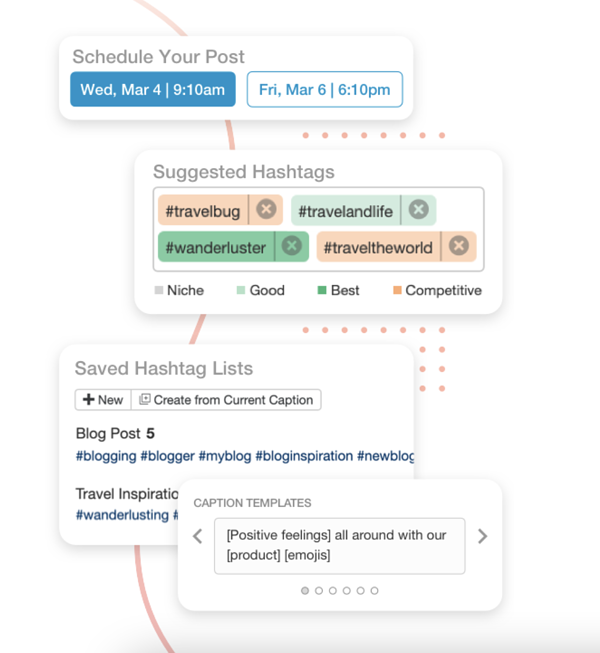 Schedule Your Post
Wed, Mar 4 | 9:10am
Fri, Mar 6 | 6:10pm
Suggested Hashtags
#travelbug #travelandlife
#wanderluster #traveltheworld
Niche Good Best Competitive
Saved Hashtag Lists
New Create from Current Caption
Blog Post 5
#blogging #blogger #myblog #bloginspiration #newblog
Travel Inspiratio
#wanderlusting #
CAPTION TEMPLATES
[Positive feelings] all around with our
[product] [emojis]